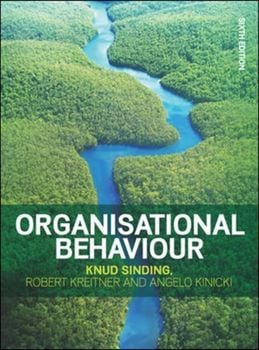 SIXTH EDITION
ORGANISATIONAL
BEHAVIOUR
KNUD SINDING,
ROBERT KREITNER AND ANGELO KINICKI